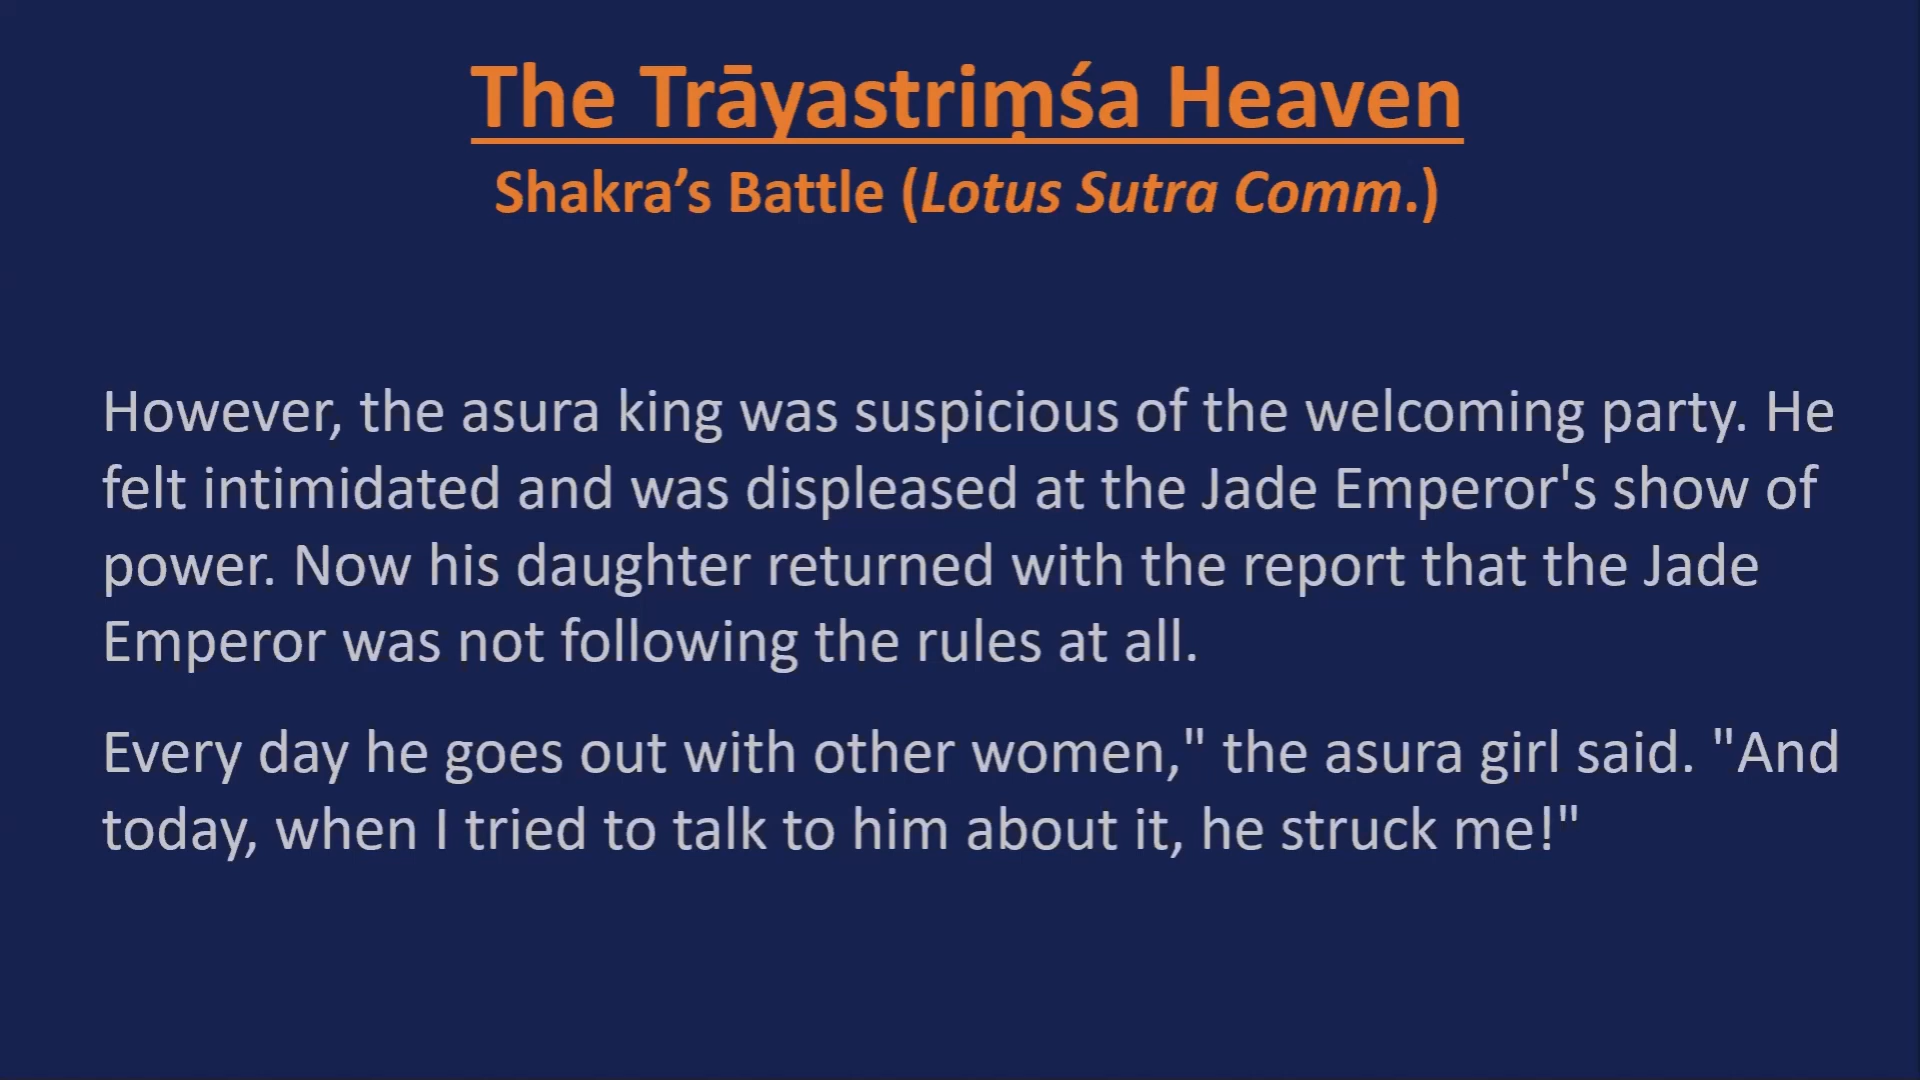 The Trāyastriṃśa Heaven
Shakra’s Battle (Lotus Sutra Comm.)
However, the asura king was suspicious of the welcoming party. He
felt intimidated and was displeased at the Jade Emperor's show of
power. Now his daughter returned with the report that the Jade
Emperor was not following the rules at all.
Every day he goes out with other women," the asura girl said. "And
today, when I tried to talk to him about it, he struck me!"